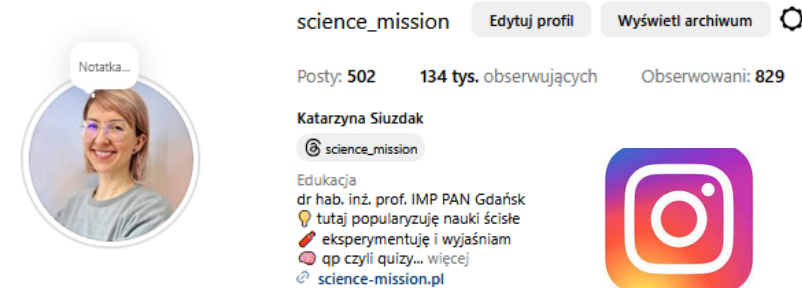 science_mission
Edytuj profil
Wyświetl archiwum
Notatka...
Posty: 502
134 tys. obserwujących
Obserwowani: 829
Katarzyna Siuzdak
science_mission
Edukacja
dr hab. inż. prof. IMP PAN Gdańsk
💡 tutaj popularyzuję nauki ścisłe
🧨 eksperymentuję i wyjaśniam
🧠 qp czyli quizy... więcej
science-mission.pl